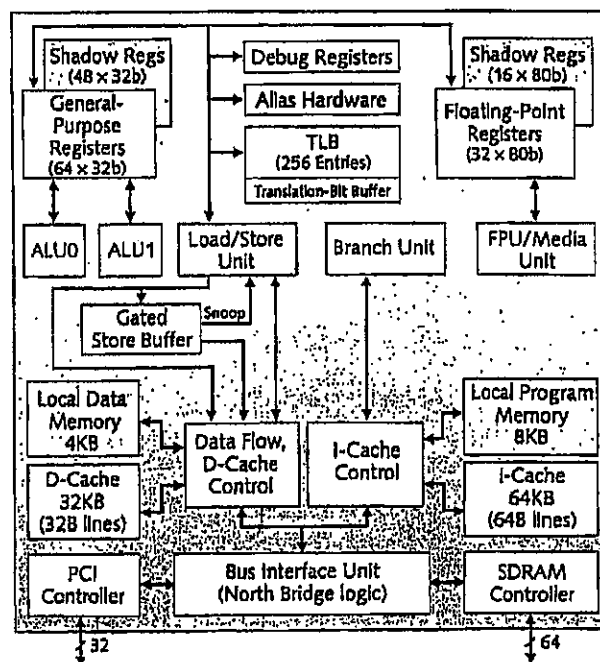 Shadow Regs
(48 x 32b)
General-
Purpose
Registers
(64 x 32b)
Debug Registers
Alias Hardware
TLB
(256 Entries)
Translation-Bit Buffer
Shadow Regs
(16 x 80b)
Floating-Point
Registers
(32 x 80b)
ALU0
ALU1
Load/Store
Unit
Branch Unit
FPU/Media
Unit
Gated
Store Buffer
Snoop
Local Data
Memory
4KB
Data Flow,
D-Cache
Control
I-Cache
Control
Local Program
Memory
8KB
D-Cache
32KB
(32B lines)
I-Cache
64KB
(64B lines)
PCI
Controller
Bus Interface Unit
(North Bridge logic)
SDRAM
Controller
32
64